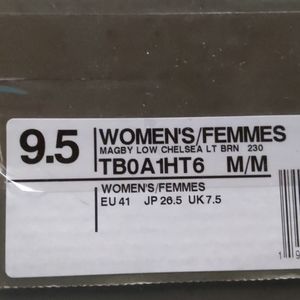 9.5
WOMEN'S/FEMMES
MAGBY LOW CHELSEA LT BRN 230
TB0A1HT6 M/M
WOMEN'S/FEMMES
EU 41 JP 26.5 UK 7.5